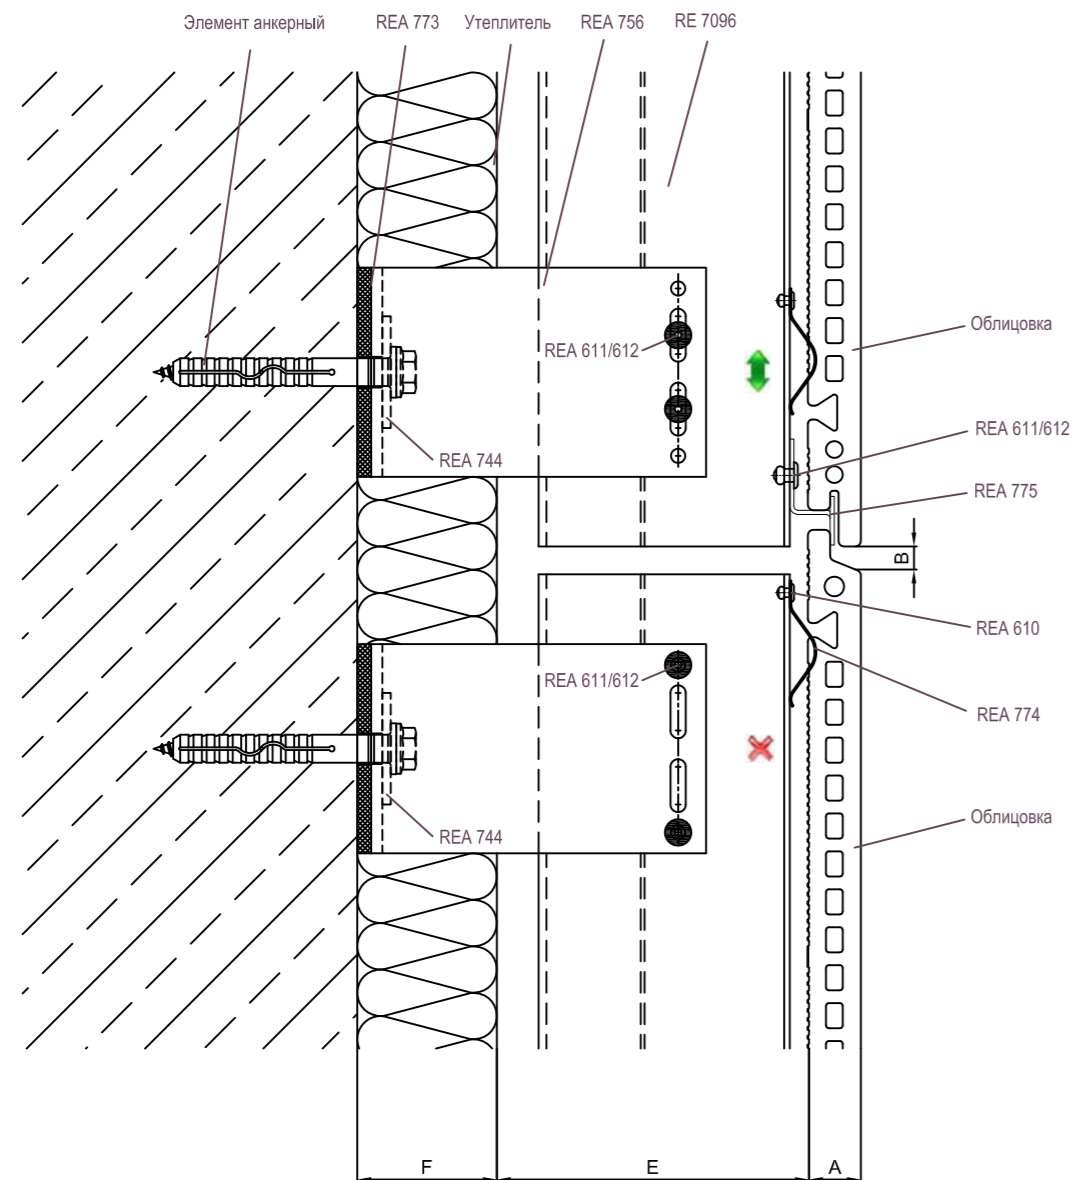 Элемент анкерный
REA 773
Утеплитель
REA 756
RE 7096
Облицовка
REA 611/612
REA 611/612
REA 744
REA 775
B
REA 610
REA 611/612
REA 774
REA 744
Облицовка
F
E
A